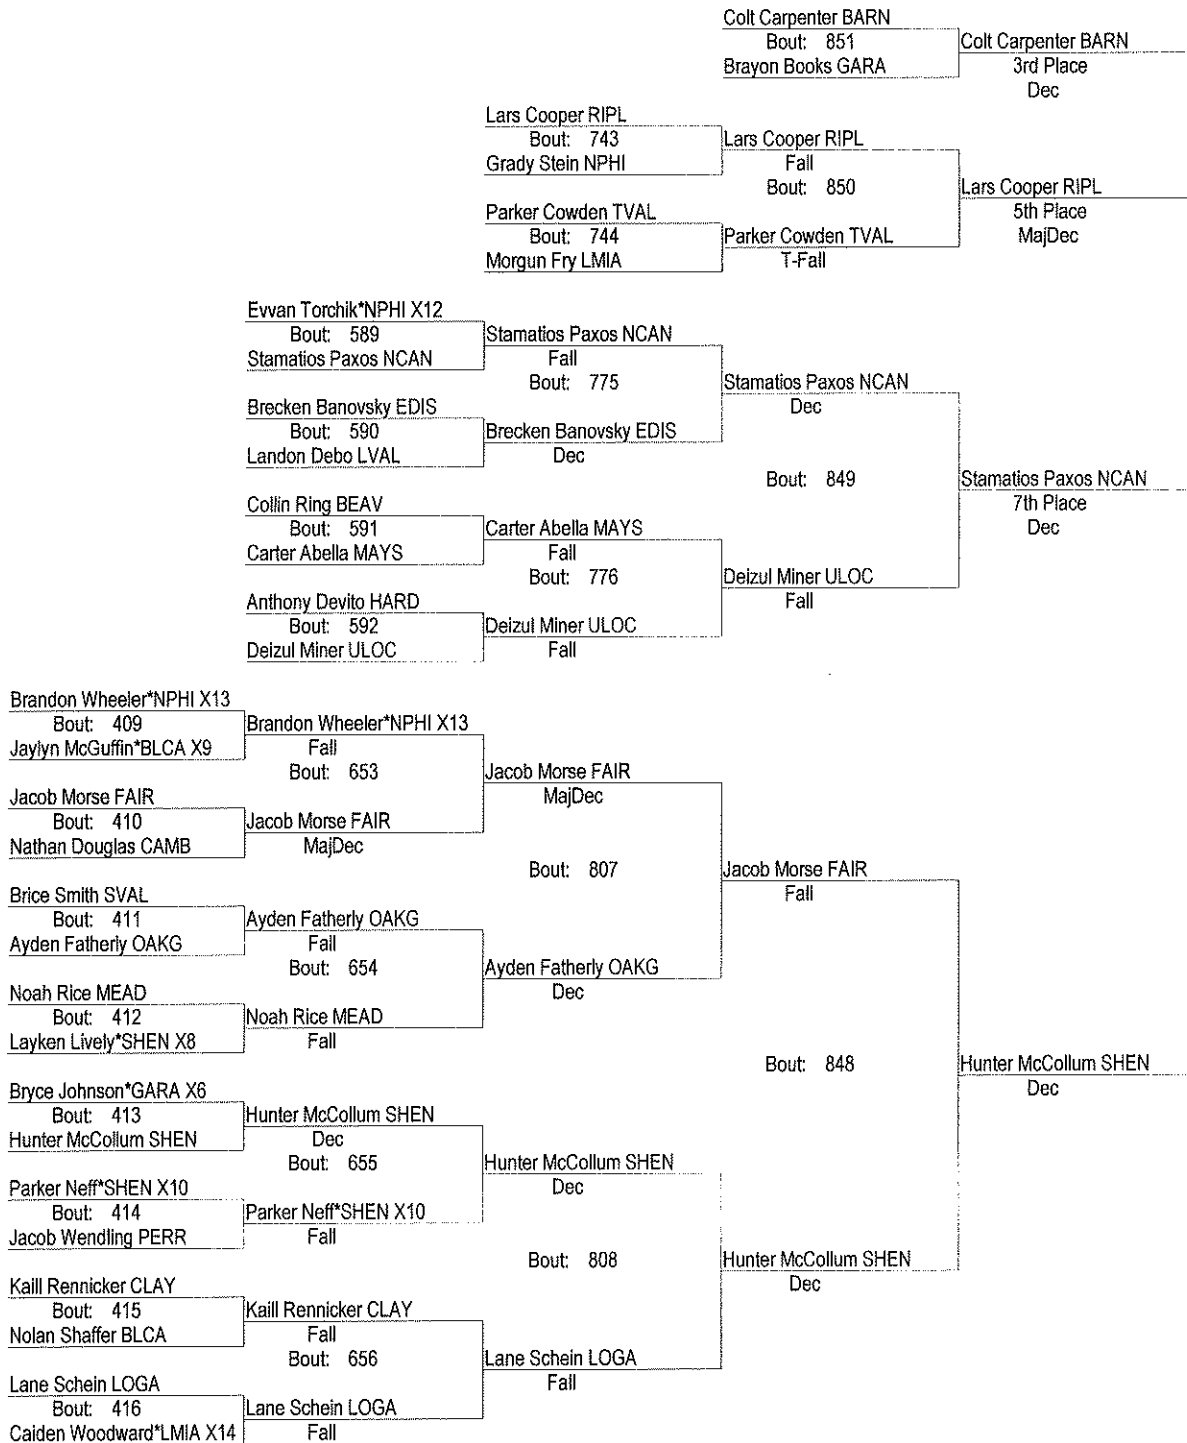 Colt Carpenter BARN
Bout: 851
Brayon Books GARA
Colt Carpenter BARN
3rd Place
Dec
Lars Cooper RIPL
Bout: 743
Grady Stein NPHI
Lars Cooper RIPL
Fall
Bout: 850
Parker Cowden TVAL
Bout: 744
Morgun Fry LMIA
Parker Cowden TVAL
T-Fall
Lars Cooper RIPL
5th Place
MajDec
Evvan Torchik*NPHI X12
Bout: 589
Stamatios Paxos NCAN
Stamatios Paxos NCAN
Fall
Bout: 775
Brecken Banovsky EDIS
Bout: 590
Landon Debo LVAL
Brecken Banovsky EDIS
Dec
Stamatios Paxos NCAN
Dec
Bout: 849
Collin Ring BEAV
Bout: 591
Carter Abella MAYS
Carter Abella MAYS
Fall
Bout: 776
Anthony Devito HARD
Bout: 592
Deizul Miner ULOC
Deizul Miner ULOC
Fall
Deizul Miner ULOC
Fall
Stamatios Paxos NCAN
7th Place
Dec
Brandon Wheeler*NPHI X13
Bout: 409
Jaylyn McGuffin*BLCA X9
Brandon Wheeler*NPHI X13
Fall
Bout: 653
Jacob Morse FAIR
Bout: 410
Nathan Douglas CAMB
Jacob Morse FAIR
MajDec
Jacob Morse FAIR
MajDec
Bout: 807
Brice Smith SVAL
Bout: 411
Ayden Fatherly OAKG
Ayden Fatherly OAKG
Fall
Bout: 654
Noah Rice MEAD
Bout: 412
Layken Lively*SHEN X8
Noah Rice MEAD
Fall
Ayden Fatherly OAKG
Dec
Jacob Morse FAIR
Fall
Bout: 848
Bryce Johnson*GARA X6
Bout: 413
Hunter McCollum SHEN
Hunter McCollum SHEN
Dec
Bout: 655
Parker Neff*SHEN X10
Bout: 414
Jacob Wendling PERR
Parker Neff*SHEN X10
Fall
Hunter McCollum SHEN
Dec
Bout: 808
Kaill Rennicker CLAY
Bout: 415
Nolan Shaffer BLCA
Kaill Rennicker CLAY
Fall
Bout: 656
Lane Schein LOGA
Bout: 416
Caiden Woodward*LMIA X14
Lane Schein LOGA
Fall
Lane Schein LOGA
Fall
Hunter McCollum SHEN
Dec
Hunter McCollum SHEN
Dec